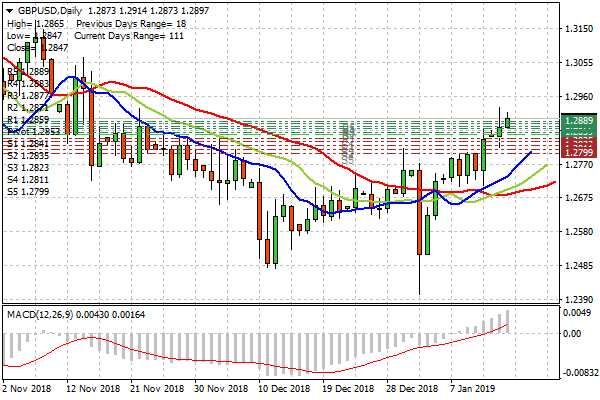 GBPUSD,Daily 1.2873 1.2914 1.2873 1.2897
High= 1.2865 Previous Days Range= 18
Low= 1.2847 Current Days Range= 111
Close= 1.2847
R5 1.2889
R4 1.2883
R3 1.2877
R2 1.2871
R1 1.2859
Pivot 1.2853
S1 1.2841
S2 1.2835
S3 1.2823
S4 1.2811
S5 1.2799
1.3150
1.3055
1.2960
1.2889
1.2799
1.2770
1.2675
1.2580
1.2485
1.2390
MACD(12,26,9) 0.00430 0.00164
0.0049
0.00
-0.00832
2 Nov 2018 12 Nov 2018 21 Nov 2018 30 Nov 2018 10 Dec 2018 19 Dec 2018 28 Dec 2018 7 Jan 2019